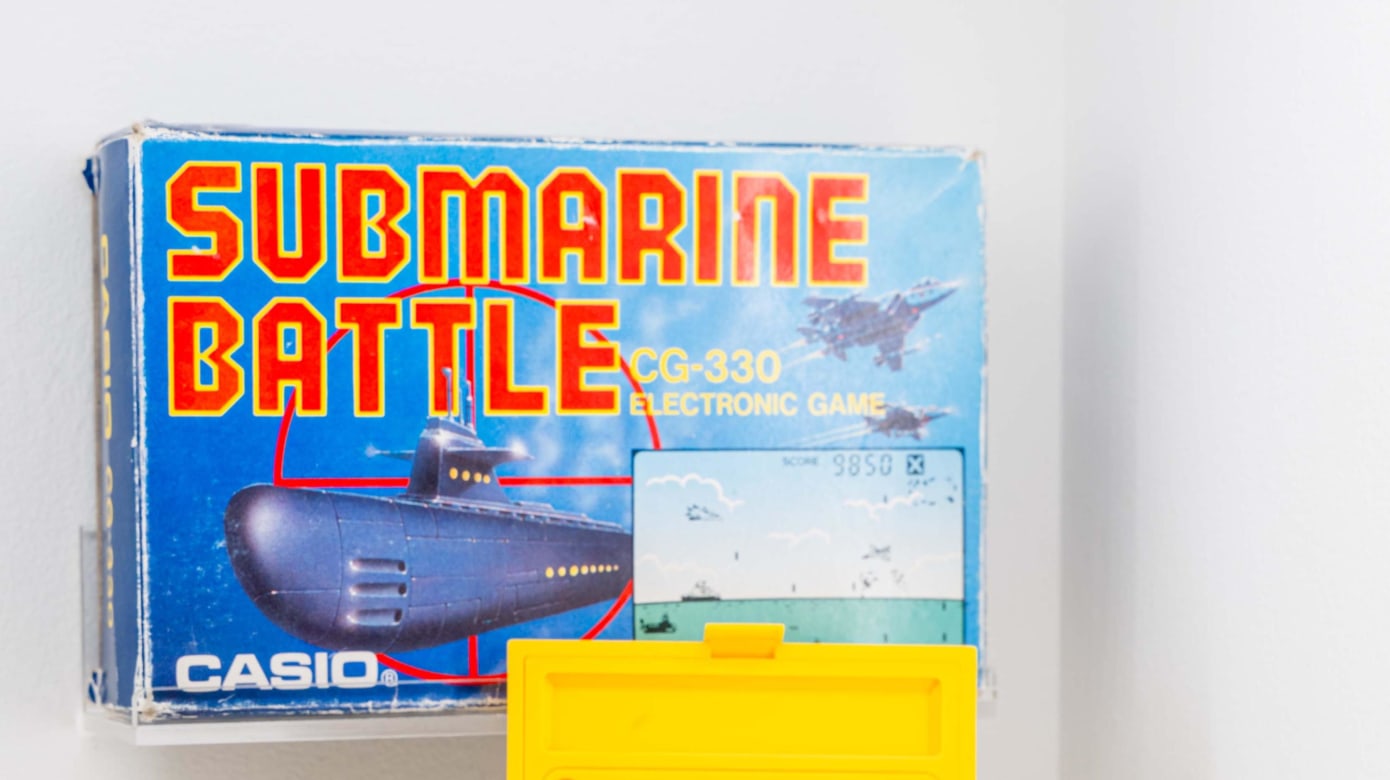 SUBMARINE
BATTLE
CG-330
ELECTRONIC GAME
SCORE 9850
CASIO®